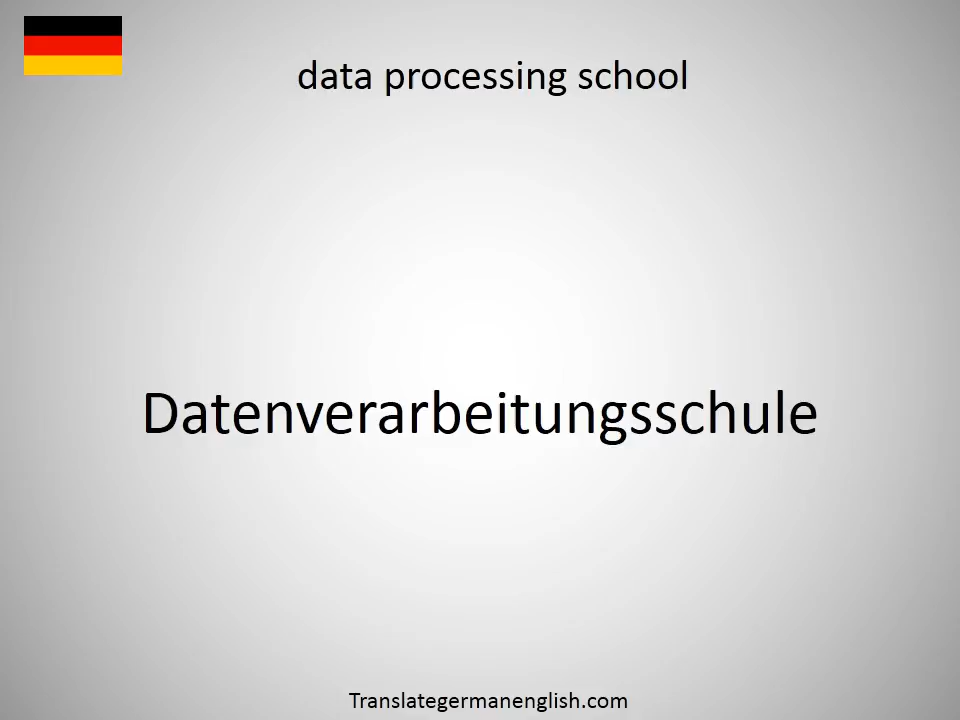 data processing school
Datenverarbeitungsschule
Translategermanenglish.com